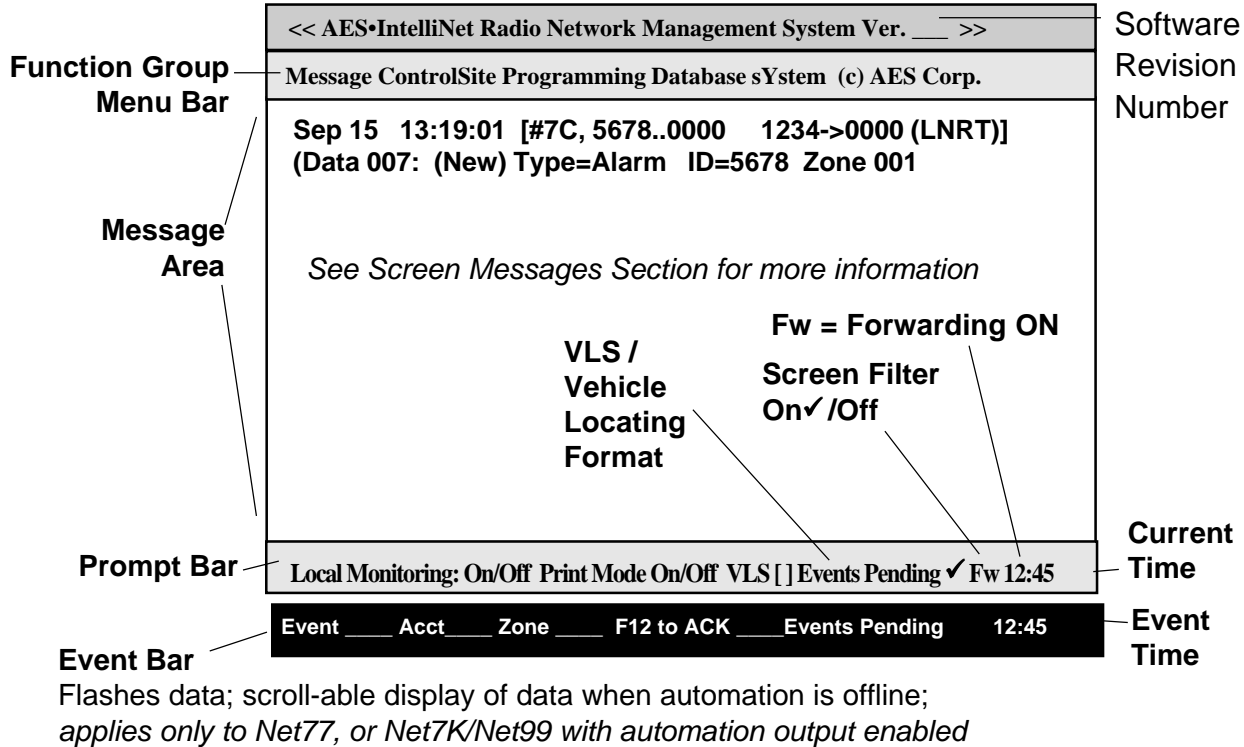 << AES•IntelliNet Radio Network Management System Ver. ___ >>
Software
Revision
Number
Function Group
Menu Bar
Message ControlSite Programming Database sYstem (c) AES Corp.
Sep 15 13:19:01 [#7C, 5678..0000 1234->0000 (LNRT)]
(Data 007: (New) Type=Alarm ID=5678 Zone 001
Message
Area
See Screen Messages Section for more information
Fw = Forwarding ON
VLS /
Vehicle
Locating
Format
Screen Filter
On✓/Off
Prompt Bar
Local Monitoring: On/Off Print Mode On/Off VLS [ ] Events Pending ✓ Fw 12:45
Current
Time
Event ____ Acct____ Zone ____ F12 to ACK ____Events Pending 12:45
Event
Time
Event Bar
Flashes data; scroll-able display of data when automation is offline;
applies only to Net77, or Net7K/Net99 with automation output enabled